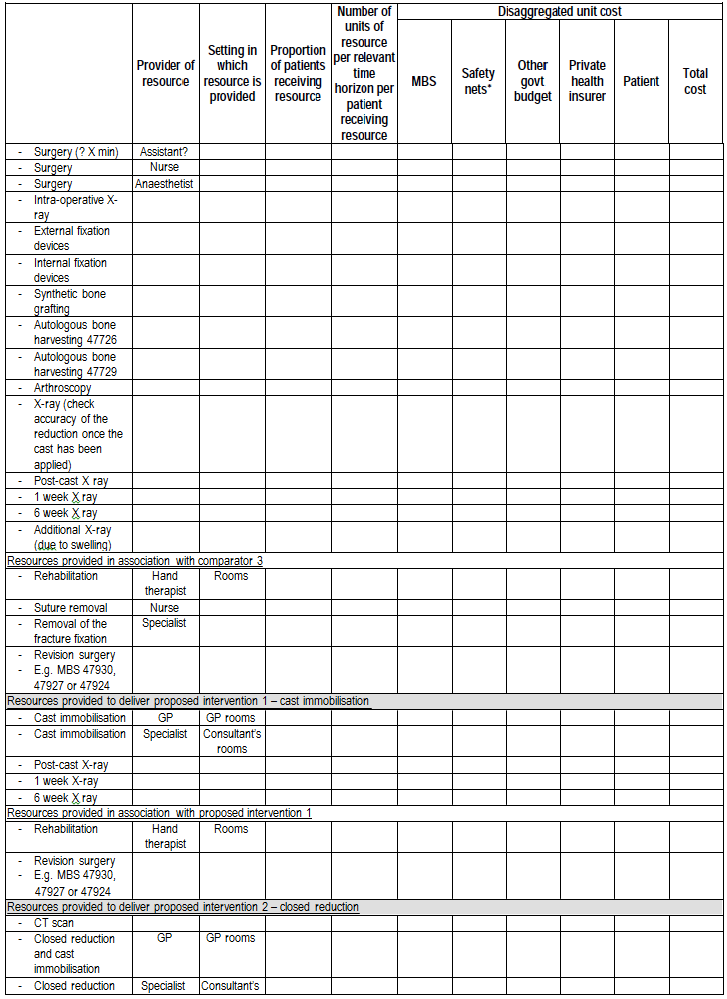 Disaggregated unit cost
Provider of
resource
Setting in
which
resource is
provided
Proportion
of patients
receiving
resource
Number of
units of
resource
per relevant
time
horizon per
patient
receiving
resource
MBS
Safety
nets*
Other
govt
budget
Private
health
insurer
Patient
Total
cost
- Surgery (? X min) Assistant?
- Surgery Nurse
- Surgery Anaesthetist
- Intra-operative X-
ray
- External fixation
devices
- Internal fixation
devices
- Synthetic bone
grafting
- Autologous bone
harvesting 47726
- Autologous bone
harvesting 47729
- Arthroscopy
- X-ray (check
accuracy of the
reduction once the
cast has been
applied)
- Post-cast X ray
- 1 week X ray
- 6 week X ray
- Additional X-ray
(due to swelling)
Resources provided in association with comparator 3
- Rehabilitation Hand Rooms
therapist
- Suture removal Nurse
- Removal of the Specialist
fracture fixation
- Revision surgery
- E.g. MBS 47930,
47927 or 47924
Resources provided to deliver proposed intervention 1 – cast immobilisation
- Cast immobilisation GP GP rooms
- Cast immobilisation Specialist Consultant's
rooms
- Post-cast X-ray
- 1 week X-ray
- 6 week X ray
Resources provided in association with proposed intervention 1
- Rehabilitation Hand Rooms
therapist
- Revision surgery
- E.g. MBS 47930,
47927 or 47924
Resources provided to deliver proposed intervention 2 – closed reduction
- CT scan
- Closed reduction GP GP rooms
and cast
immobilisation
- Closed reduction Specialist Consultant's